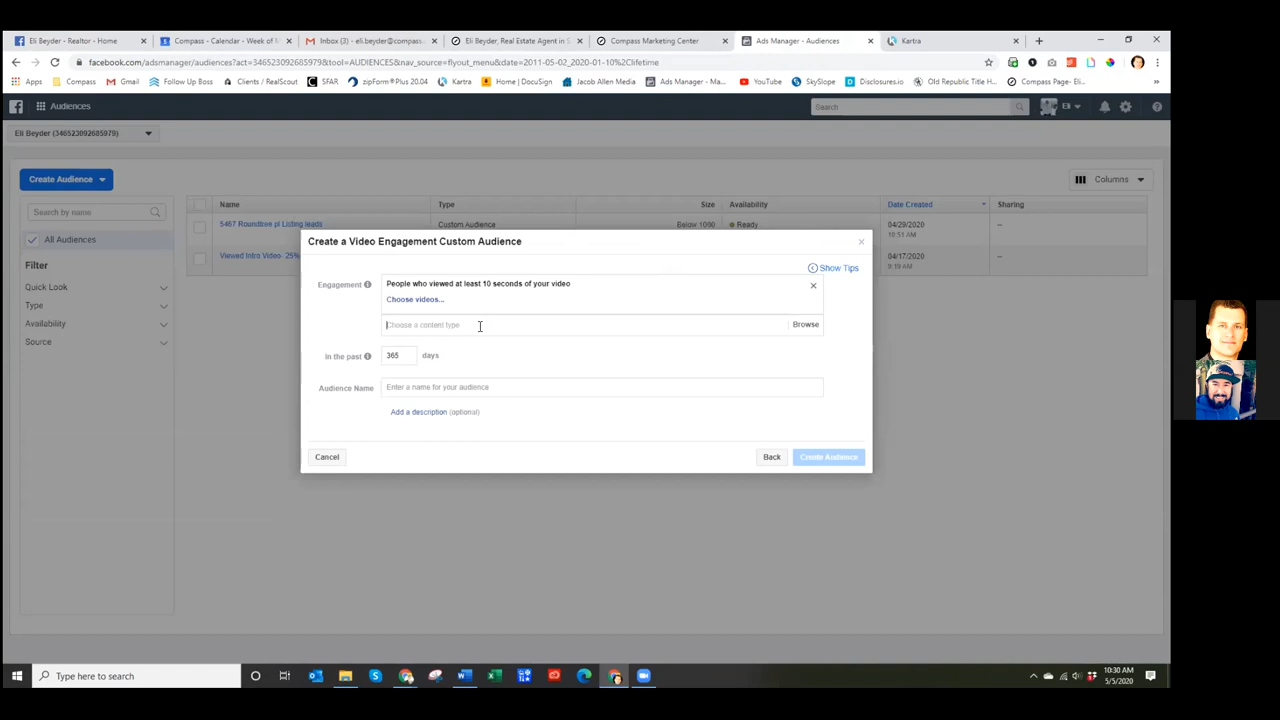 Eli Beyder - Realtor - Home
Compass - Calendar - Week of M
Inbox (3) - eli.beyder@compass.
Eli Beyder, Real Estate Agent in S
Compass Marketing Center
Ads Manager - Audiences
Kartra
facebook.com/adsmanager/audiences?act=346523092685979&tool=AUDIENCES&nav_source=flyout_menu&date=2011-05-02_2020-01-10%2Clifetime
Apps
Compass
Gmail
Follow Up Boss
Clients / RealScout
SFAR
zipForm®Plus 20.04
Kartra
Home | DocuSign
Jacob Allen Media
Ads Manager - Ma...
YouTube
SkySlope
Disclosures.io
Old Republic Title H...
Compass Page- Eli...
»
Audiences
Search
Eli
Eli Beyder (346523092685979)
Create Audience
Columns
Search by name
Name
Type
Size
Availability
Date Created
Sharing
All Audiences
5467 Roundtree pl Listing leads
Custom Audience
Below 1000
Ready
04/29/2020
10:51 AM
--
Viewed Intro Video- 25%
04/17/2020
--
Filter
Quick Look
Type
Availability
Source
Create a Video Engagement Custom Audience
Show Tips
Engagement
People who viewed at least 10 seconds of your video
Choose videos...
Choose a content type
Browse
In the past
365
days
Audience Name
Enter a name for your audience
Add a description (optional)
Cancel
Back
Create Audience
Type here to search
10:30 AM
5/5/2020